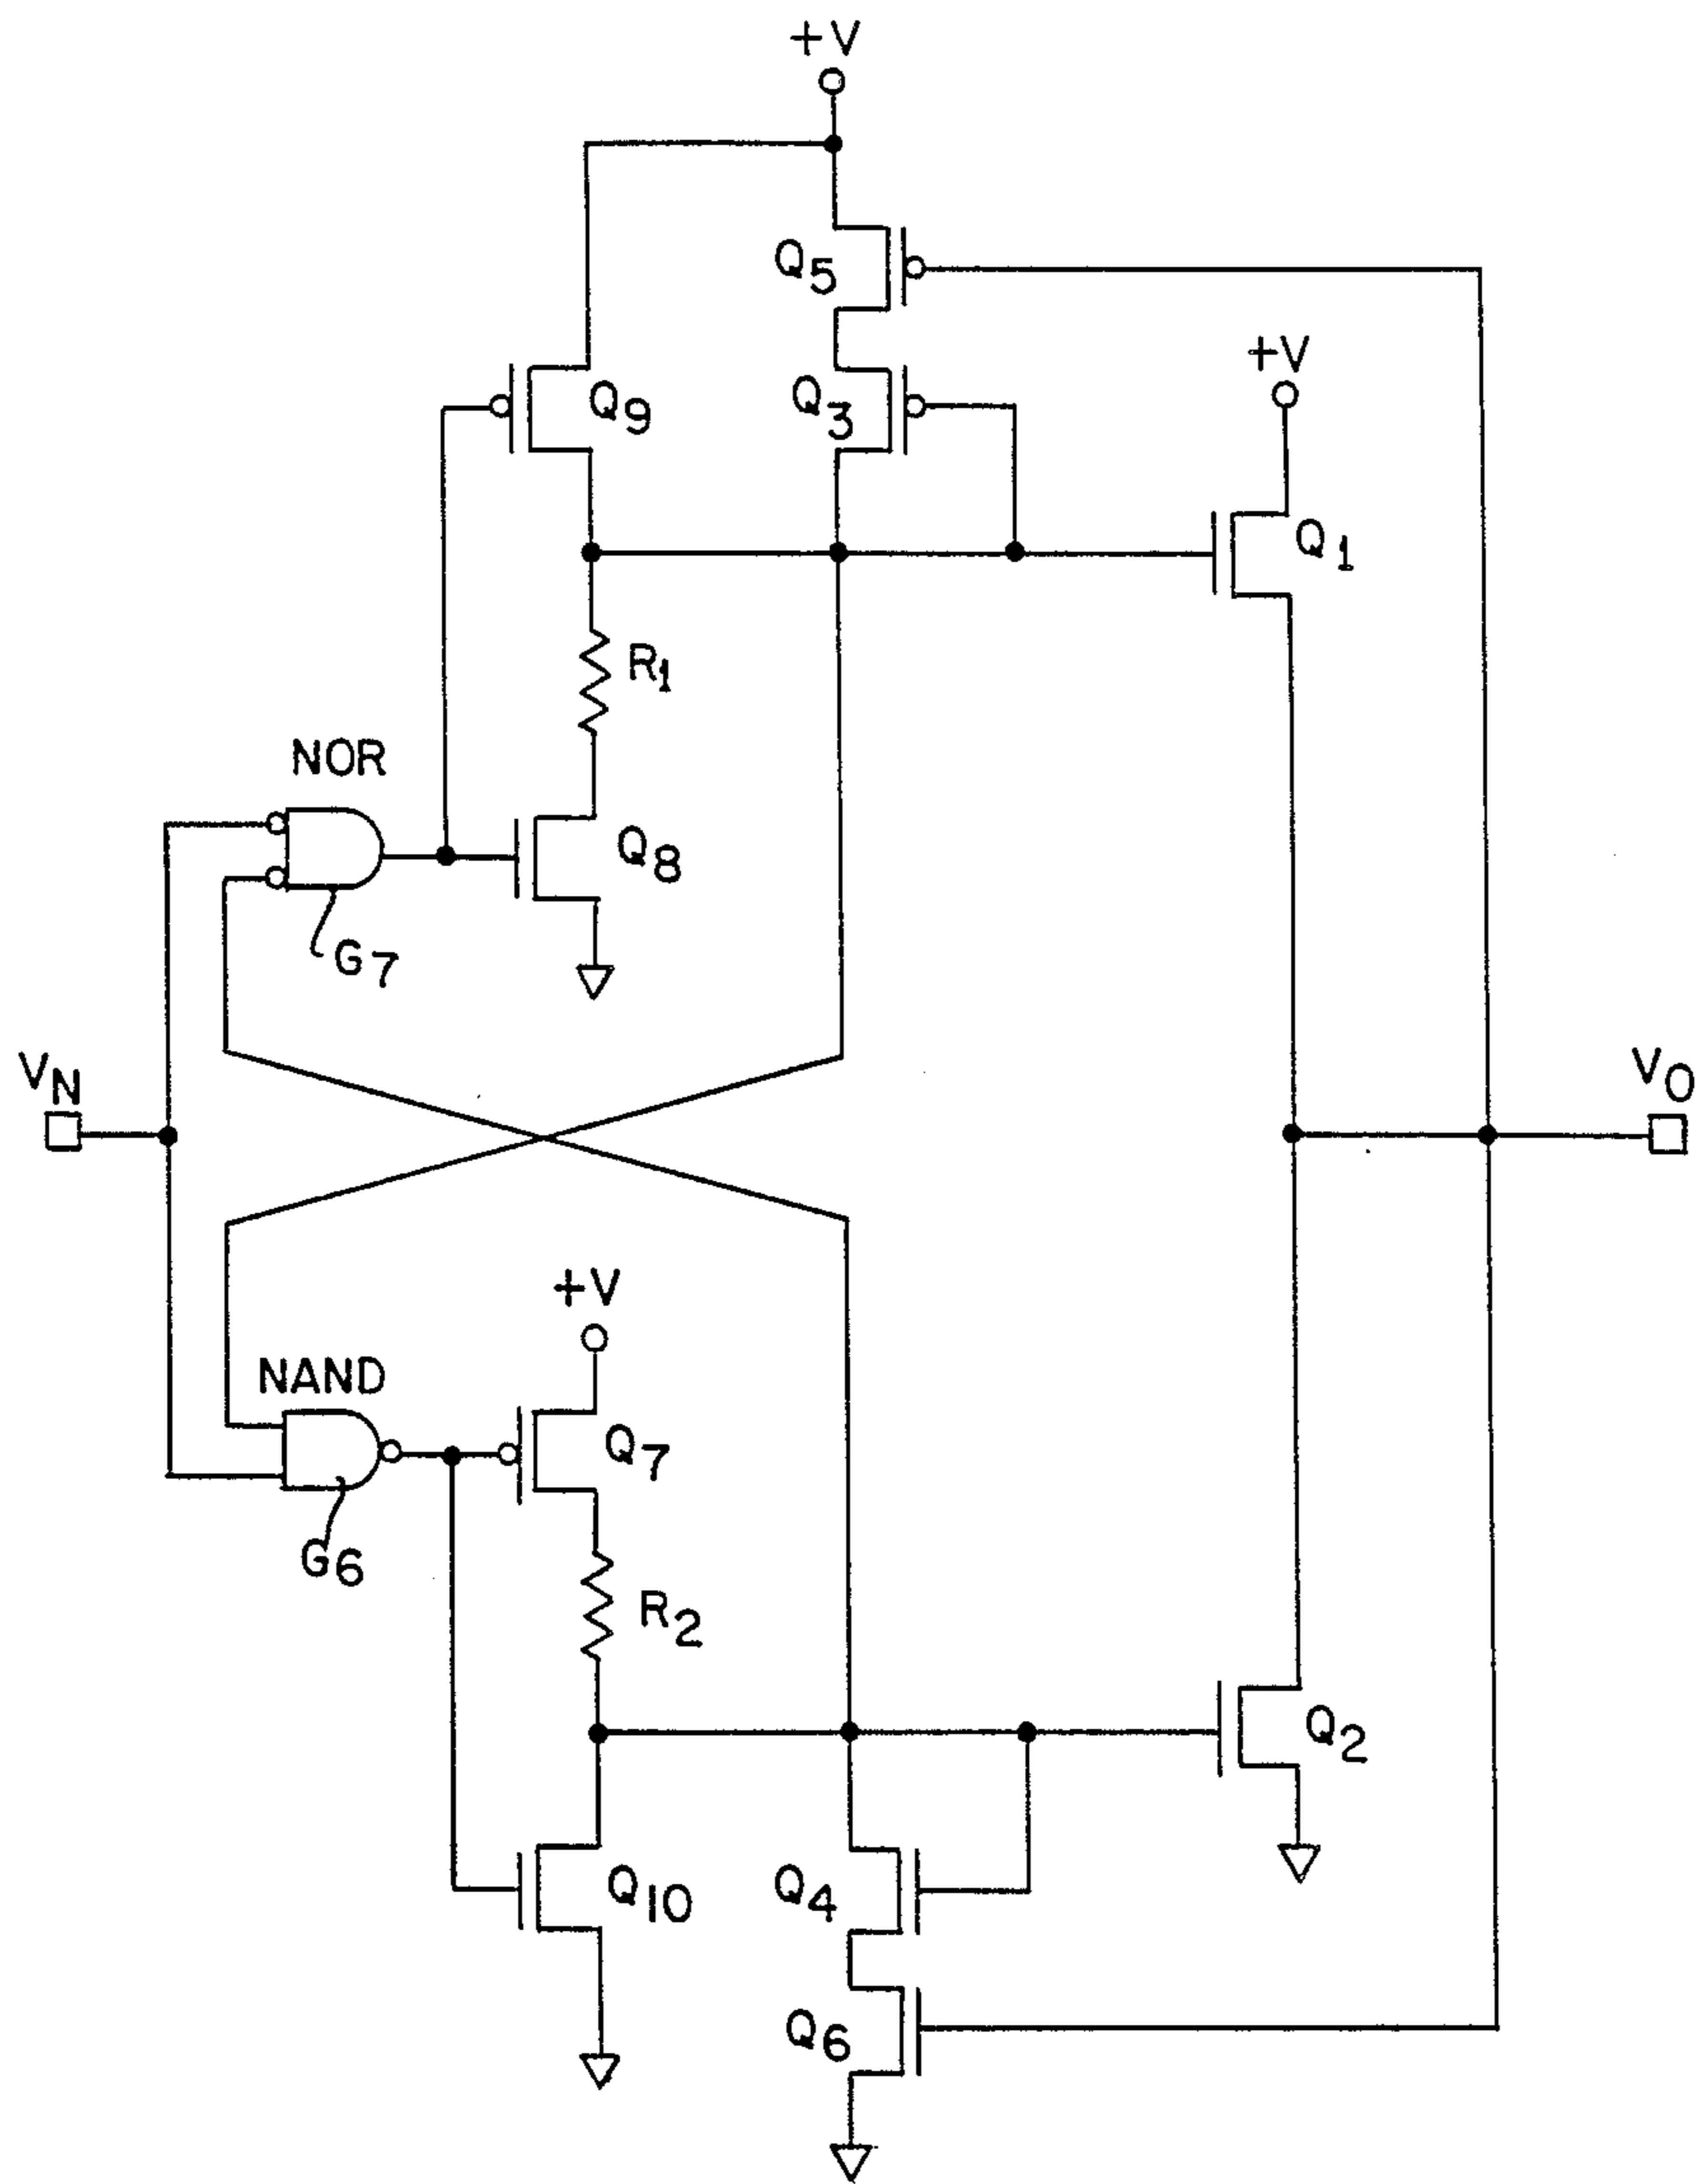 +V
Q5
Q9
Q3
+V
Q1
R1
NOR
Q8
G7
VN
VO
+V
NAND
Q7
G6
R2
Q2
Q10
Q4
Q6